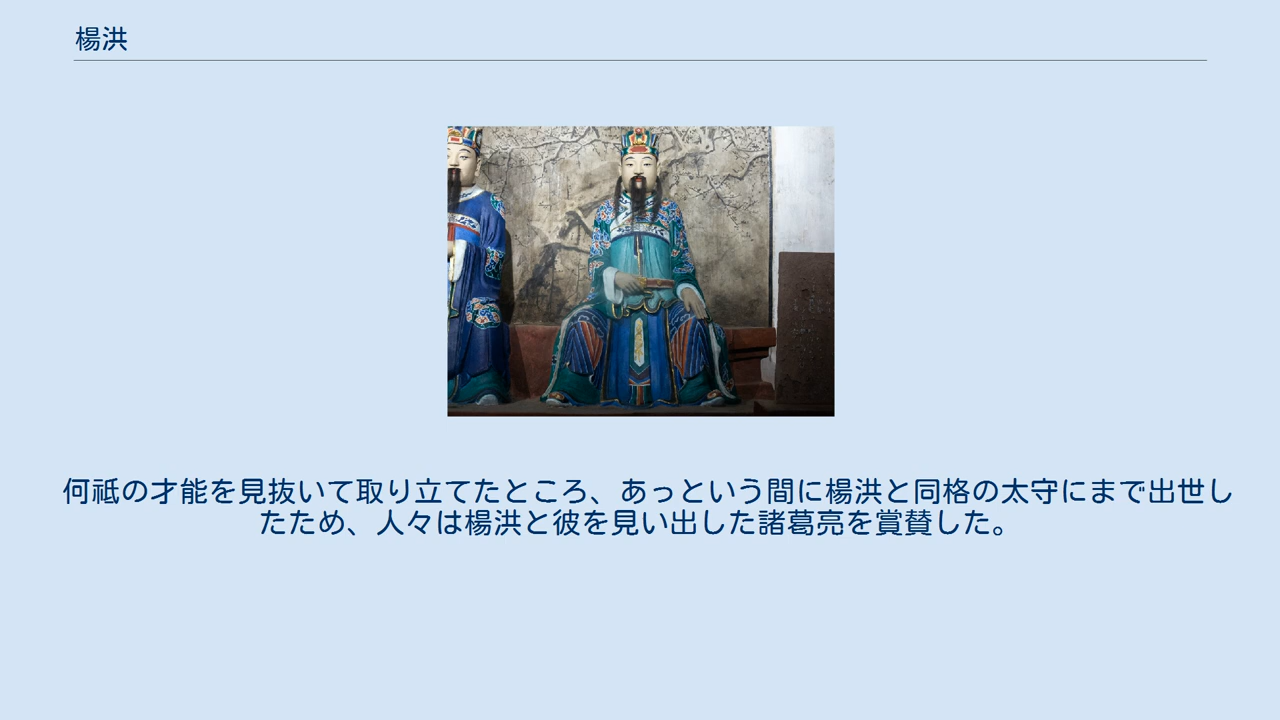 楊洪
何祗の才能を見抜いて取り立てたところ、あっという間に楊洪と同格の太守にまで出世し
たため、人々は楊洪と彼を見い出した諸葛亮を賞賛した。